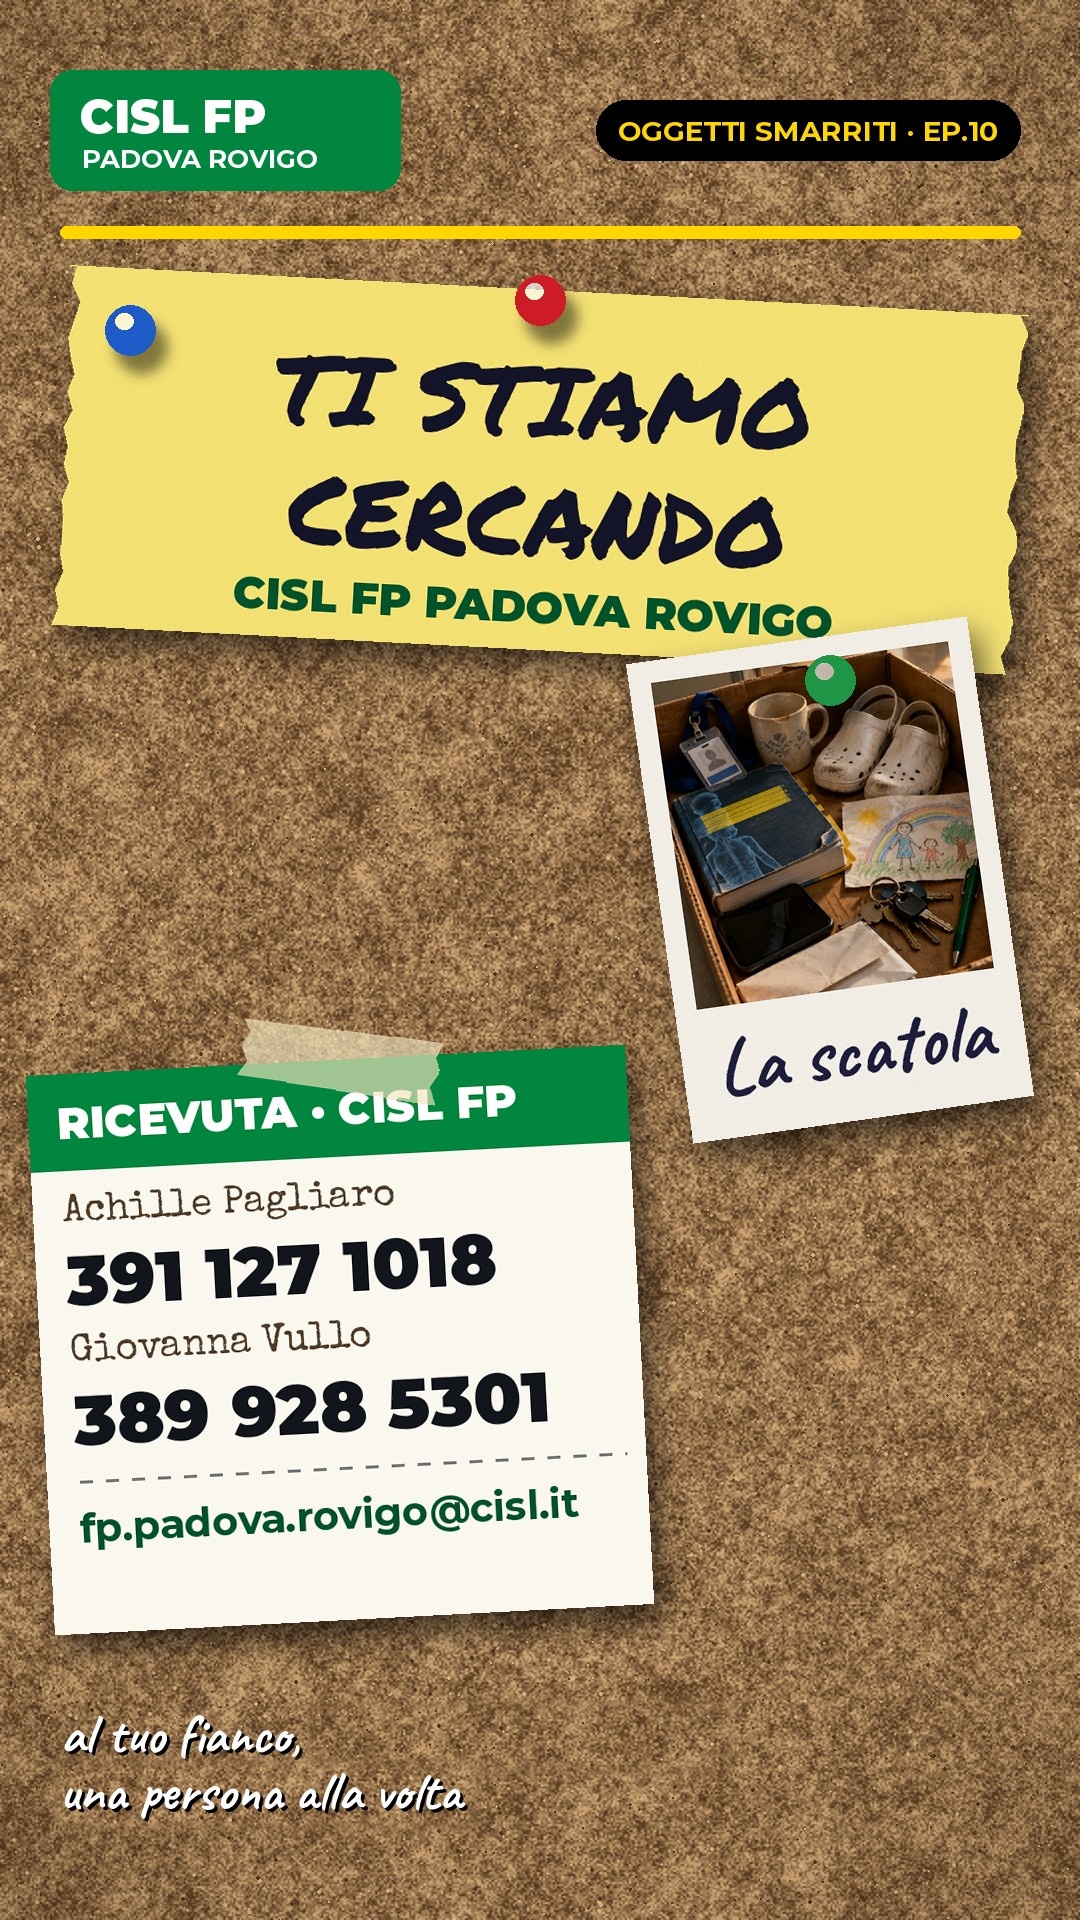 CISL FP
PADOVA ROVIGO
OGGETTI SMARRITI · EP.10
TI STIAMO
CERCANDO
CISL FP PADOVA ROVIGO
La scatola
RICEVUTA • CISL FP
Achille Pagliaro
391 127 1018
Giovanna Vullo
389 928 5301
fp.padova.rovigo@cisl.it
al tuo fianco,
una persona alla volta